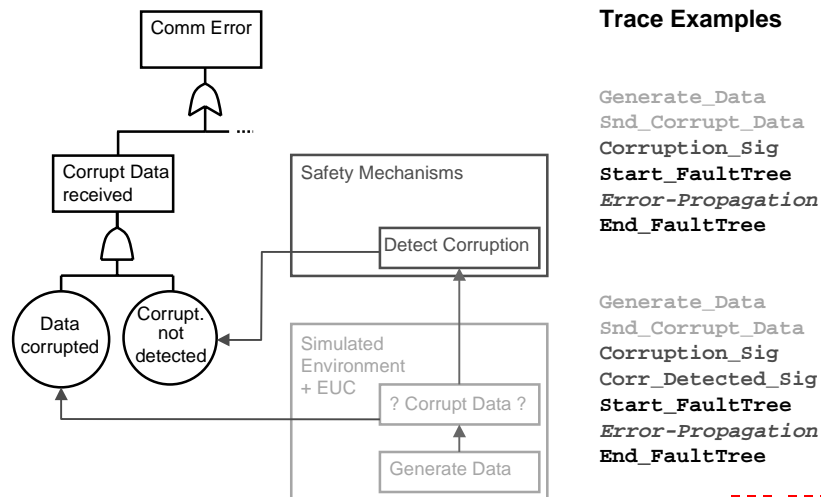 Comm Error
Corrupt Data
received
Data
corrupted
Corrupt.
not
detected
Safety Mechanisms
Detect Corruption
Simulated
Environment
+ EUC
? Corrupt Data ?
Generate Data
Trace Examples
Generate_Data
Snd_Corrupt_Data
Corruption_Sig
Start_FaultTree
Error-Propagation
End_FaultTree
Generate_Data
Snd_Corrupt_Data
Corruption_Sig
Corr_Detected_Sig
Start_FaultTree
Error-Propagation
End_FaultTree